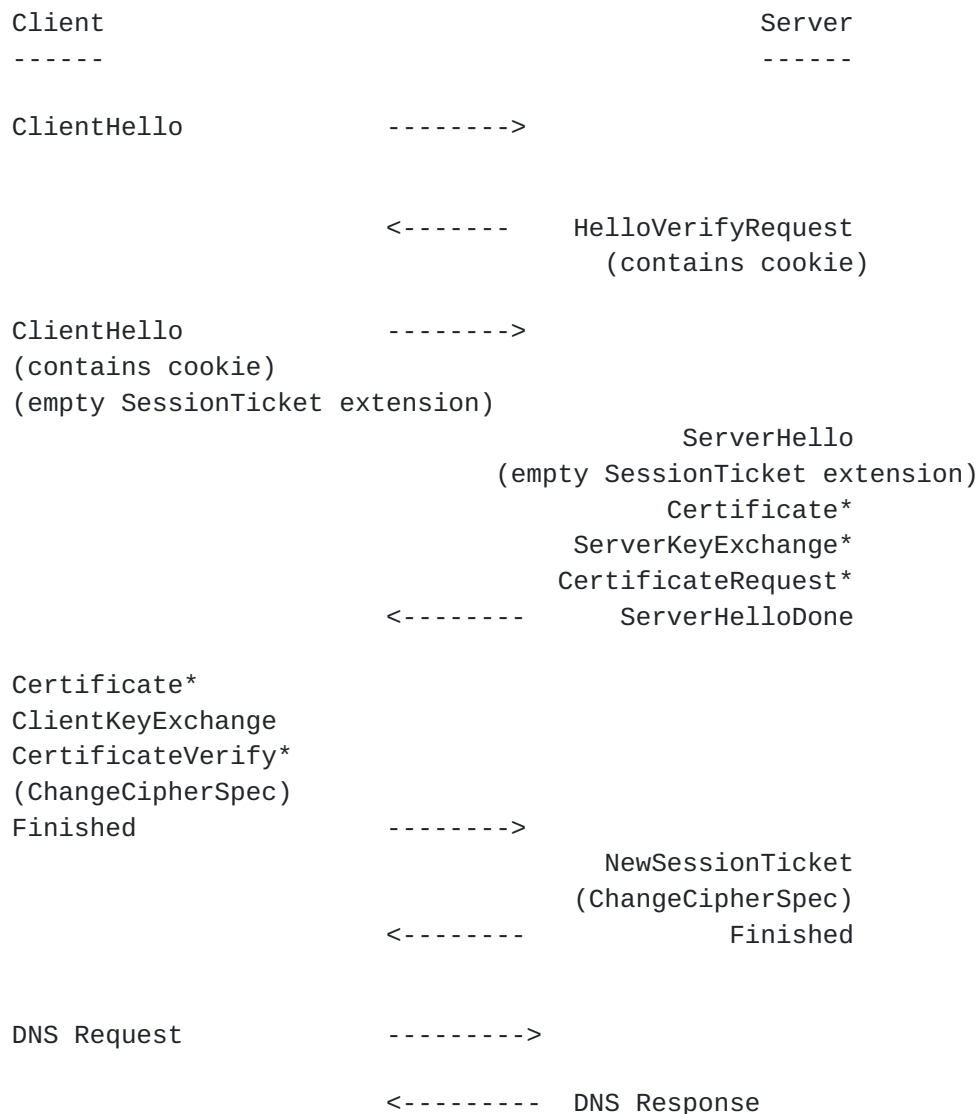 Client                                          Server
------                                          ------

ClientHello             -------->


                        <-------    HelloVerifyRequest
                                      (contains cookie)

ClientHello             -------->
(contains cookie)
(empty SessionTicket extension)
                                           ServerHello
                               (empty SessionTicket extension)
                                          Certificate*
                                    ServerKeyExchange*
                                   CertificateRequest*
                        <--------      ServerHelloDone

Certificate*
ClientKeyExchange
CertificateVerify*
(ChangeCipherSpec)
Finished                -------->
                                      NewSessionTicket
                                    (ChangeCipherSpec)
                        <--------             Finished


DNS Request             --------->

                        <---------  DNS Response